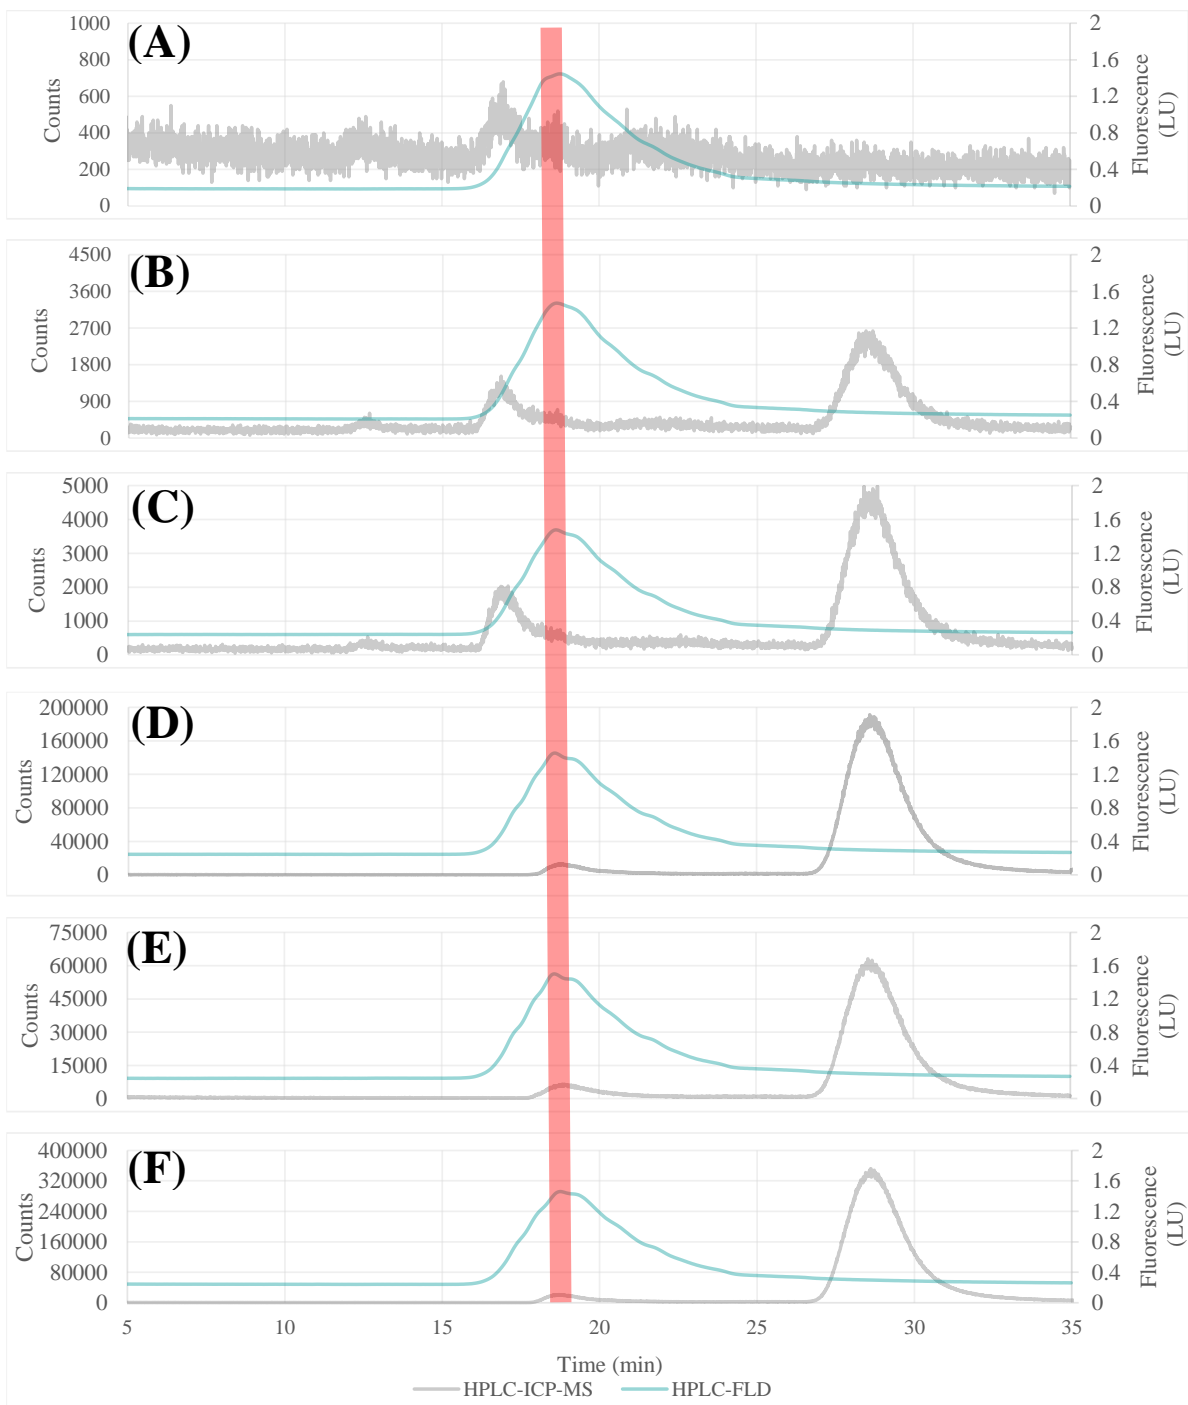 (A)
1000
800
600
400
200
0
Counts
2
1.6
1.2
0.8
0.4
0
Fluorescence
(LU)
(B)
4500
3600
2700
1800
900
0
Counts
2
1.6
1.2
0.8
0.4
0
Fluorescence
(LU)
(C)
5000
4000
3000
2000
1000
0
Counts
2
1.6
1.2
0.8
0.4
0
Fluorescence
(LU)
(D)
200000
160000
120000
80000
40000
0
Counts
2
1.6
1.2
0.8
0.4
0
Fluorescence
(LU)
(E)
75000
60000
45000
30000
15000
0
Counts
2
1.6
1.2
0.8
0.4
0
Fluorescence
(LU)
(F)
400000
320000
240000
160000
80000
0
Counts
2
1.6
1.2
0.8
0.4
0
Fluorescence
(LU)
5 10 15 20 25 30 35
Time (min)
HPLC-ICP-MS HPLC-FLD